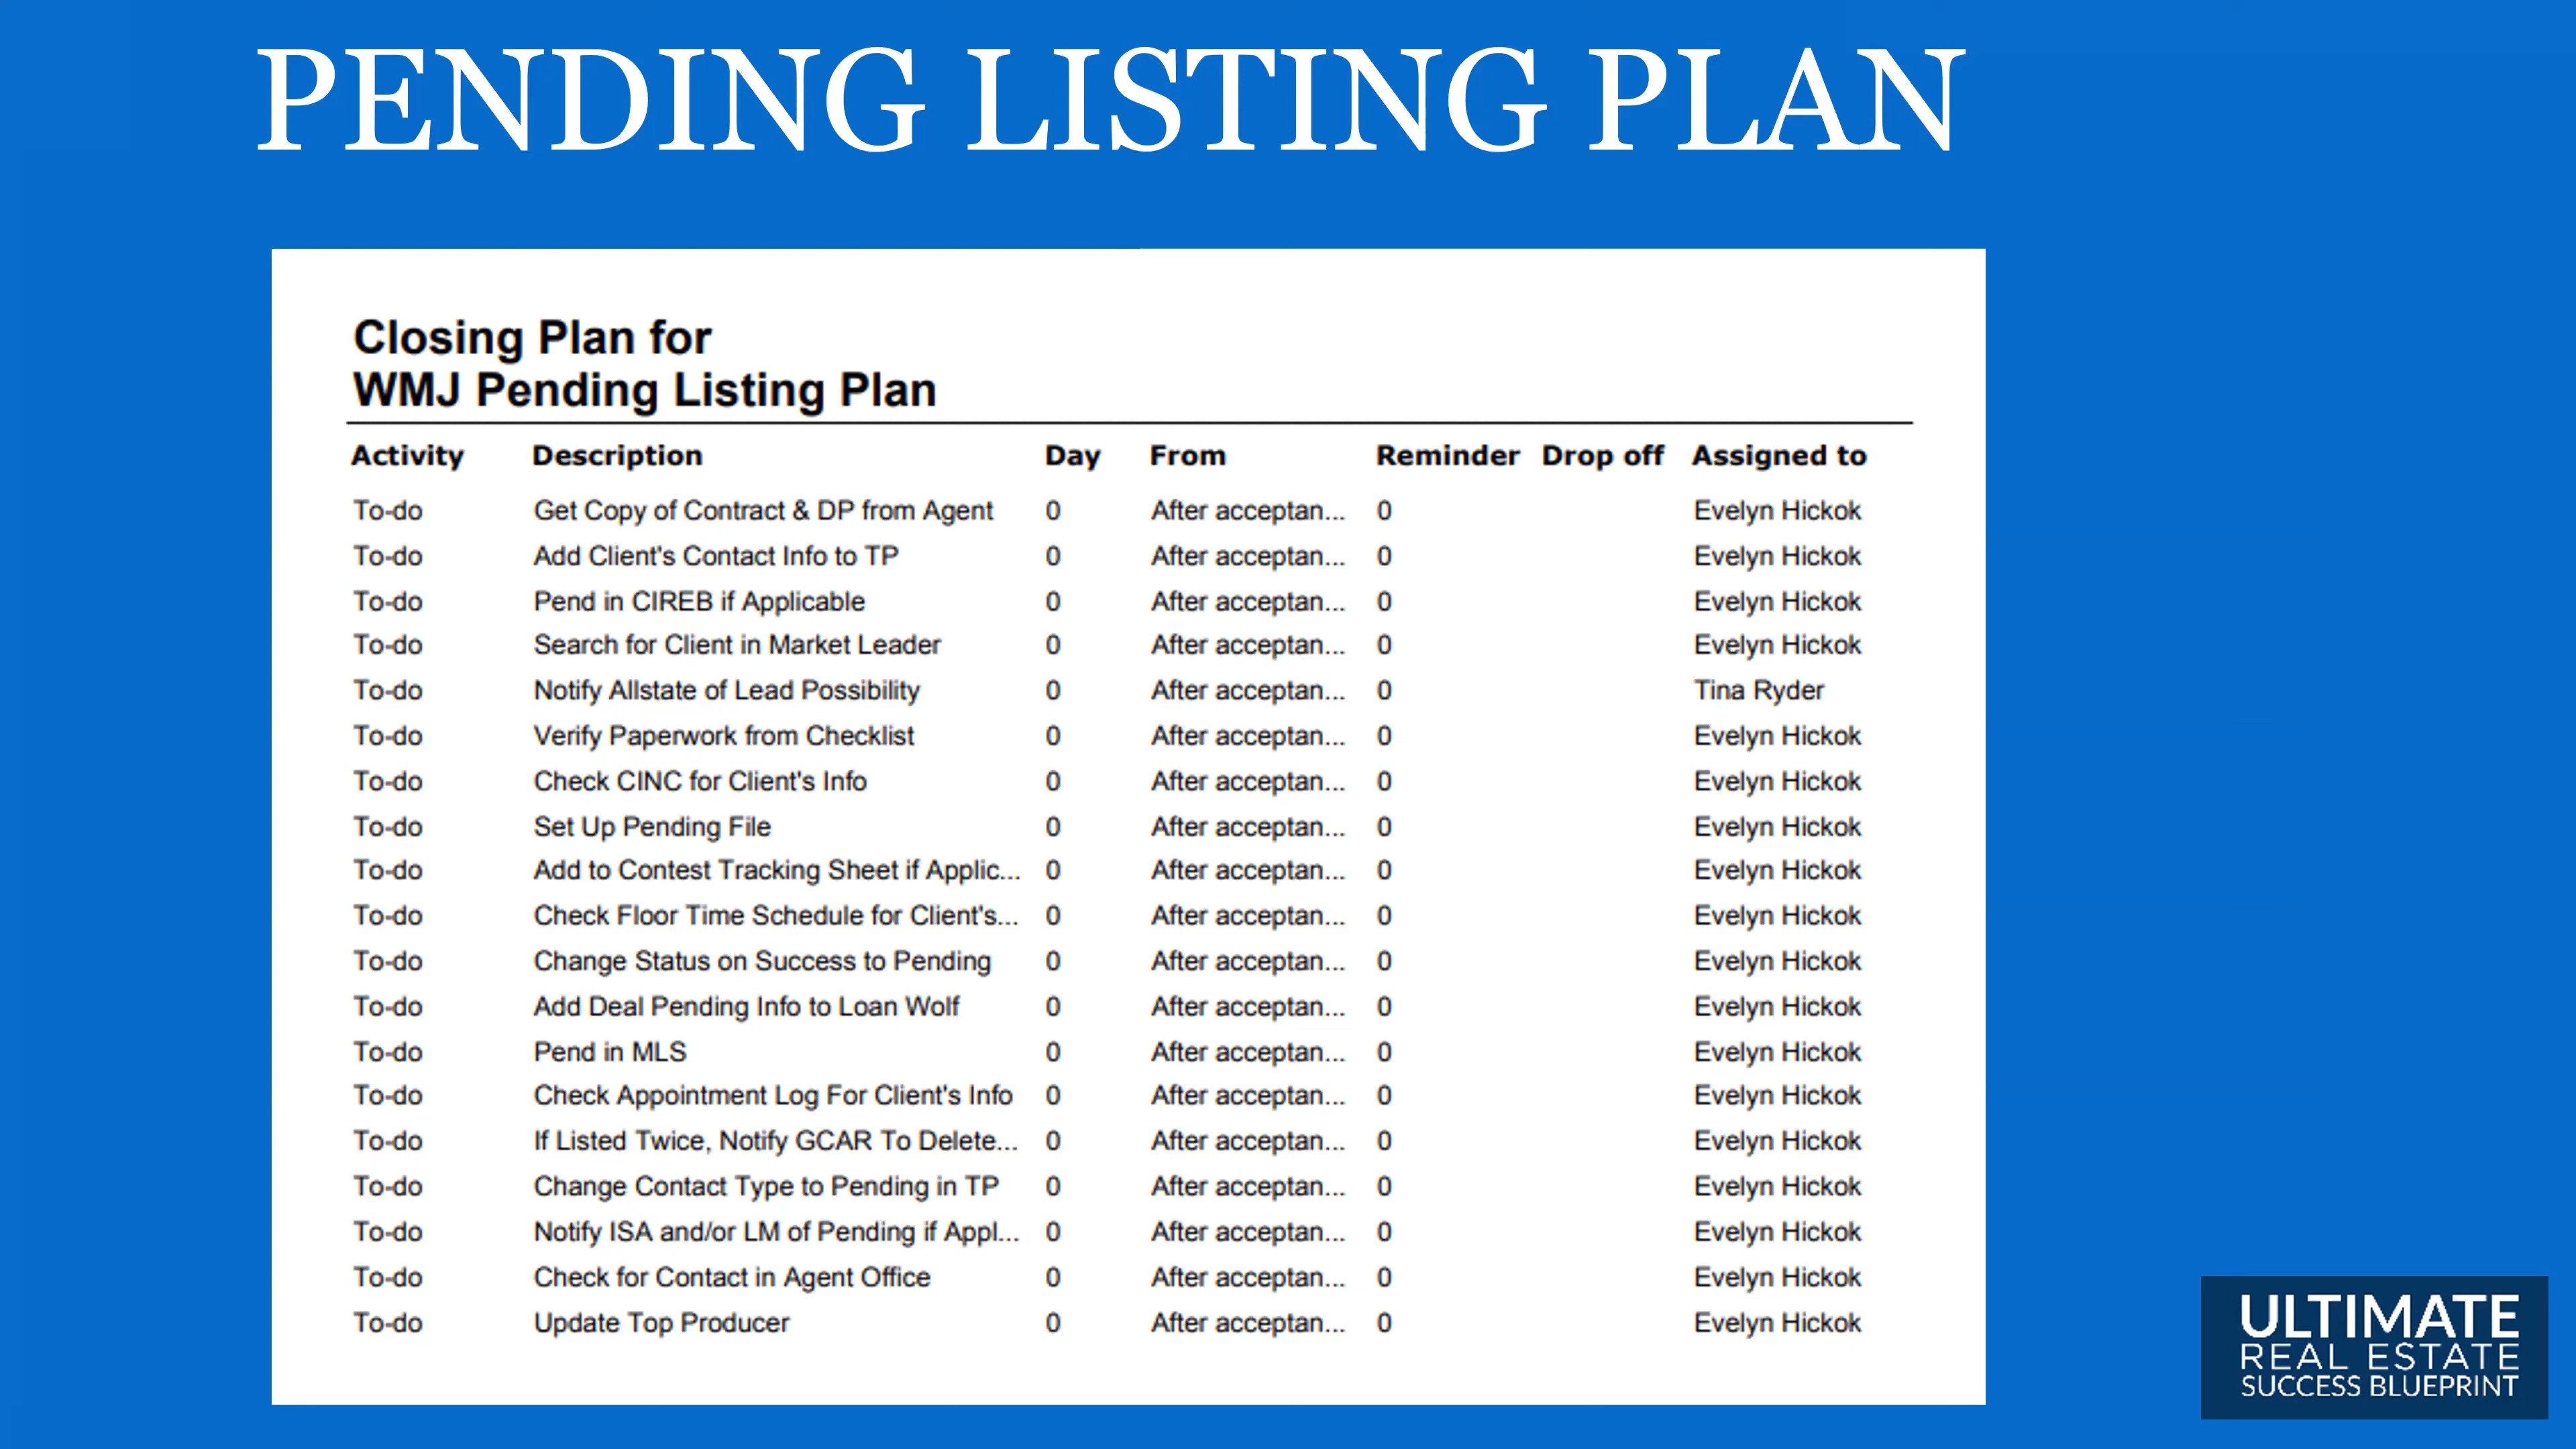 PENDING LISTING PLAN
Closing Plan for
WMJ Pending Listing Plan
Activity Description Day From Reminder Drop off Assigned to
To-do Get Copy of Contract & DP from Agent 0 After acceptan... 0 Evelyn Hickok
To-do Add Client's Contact Info to TP 0 After acceptan... 0 Evelyn Hickok
To-do Pend in CIREB if Applicable 0 After acceptan... 0 Evelyn Hickok
To-do Search for Client in Market Leader 0 After acceptan... 0 Evelyn Hickok
To-do Notify Allstate of Lead Possibility 0 After acceptan... 0 Tina Ryder
To-do Verify Paperwork from Checklist 0 After acceptan... 0 Evelyn Hickok
To-do Check CINC for Client's Info 0 After acceptan... 0 Evelyn Hickok
To-do Set Up Pending File 0 After acceptan... 0 Evelyn Hickok
To-do Add to Contest Tracking Sheet if Applic... 0 After acceptan... 0 Evelyn Hickok
To-do Check Floor Time Schedule for Client's... 0 After acceptan... 0 Evelyn Hickok
To-do Change Status on Success to Pending 0 After acceptan... 0 Evelyn Hickok
To-do Add Deal Pending Info to Loan Wolf 0 After acceptan... 0 Evelyn Hickok
To-do Pend in MLS 0 After acceptan... 0 Evelyn Hickok
To-do Check Appointment Log For Client's Info 0 After acceptan... 0 Evelyn Hickok
To-do If Listed Twice, Notify GCAR To Delete... 0 After acceptan... 0 Evelyn Hickok
To-do Change Contact Type to Pending in TP 0 After acceptan... 0 Evelyn Hickok
To-do Notify ISA and/or LM of Pending if Appl... 0 After acceptan... 0 Evelyn Hickok
To-do Check for Contact in Agent Office 0 After acceptan... 0 Evelyn Hickok
To-do Update Top Producer 0 After acceptan... 0 Evelyn Hickok
ULTIMATE
REAL ESTATE
SUCCESS BLUEPRINT